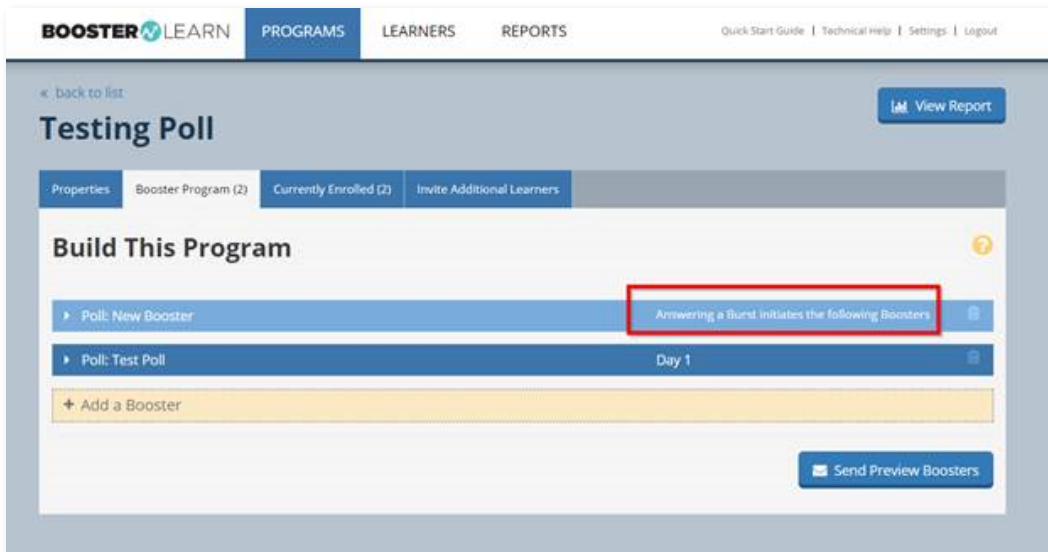 BOOSTER LEARN PROGRAMS LEARNERS REPORTS Quick Start Guide | Technical Help | Settings | Logout
« back to list
View Report
Testing Poll
Properties Booster Program (2) Currently Enrolled (2) Invite Additional Learners
Build This Program
Poll: New Booster Answering a Burst initiates the following Boosters
Poll: Test Poll Day 1
+ Add a Booster
Send Preview Boosters